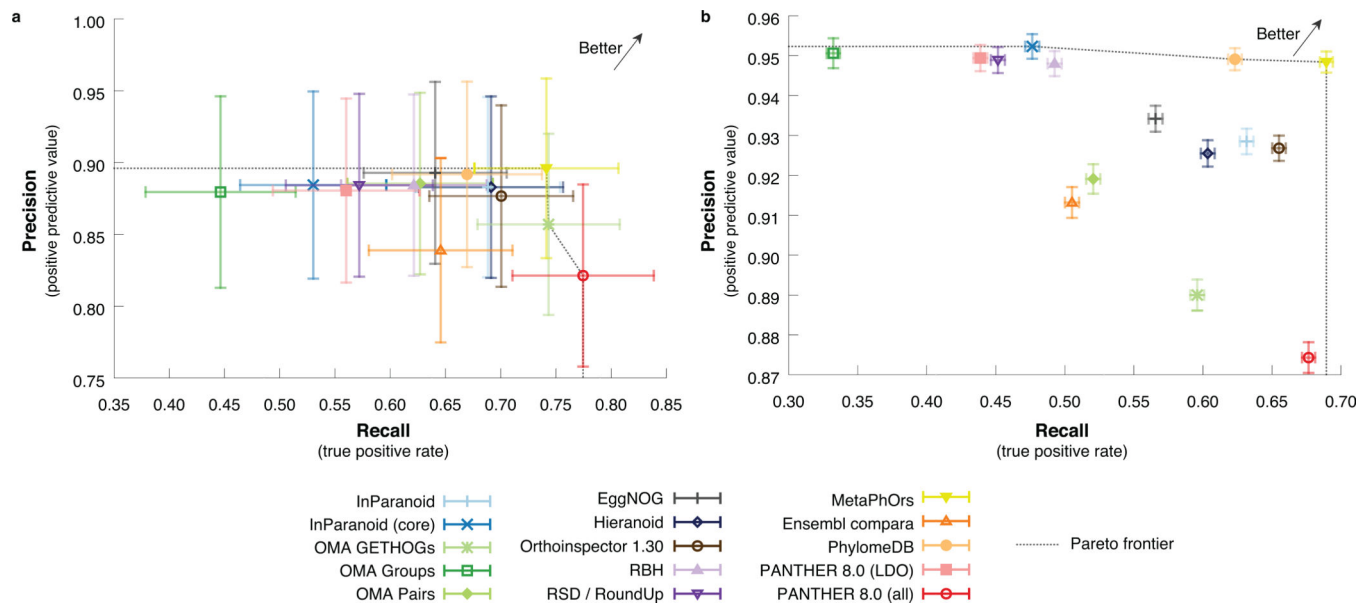 a
1.00
0.95
0.90
0.85
0.80
0.75
Precision
(positive predictive value)
Better
0.35 0.40 0.45 0.50 0.55 0.60 0.65 0.70 0.75 0.80 0.85
Recall
(true positive rate)
b
0.96
0.95
0.94
0.93
0.92
0.91
0.90
0.89
0.88
0.87
Precision
(positive predictive value)
Better
0.30 0.35 0.40 0.45 0.50 0.55 0.60 0.65 0.70
Recall
(true positive rate)
InParanoid
InParanoid (core)
OMA GETHOGs
OMA Groups
OMA Pairs
EggNOG
Hieranoid
Orthoinspector 1.30
RBH
RSD / RoundUp
MetaPhOrs
Ensembl compara
PhylomeDB
PANTHER 8.0 (LDO)
PANTHER 8.0 (all)
Pareto frontier